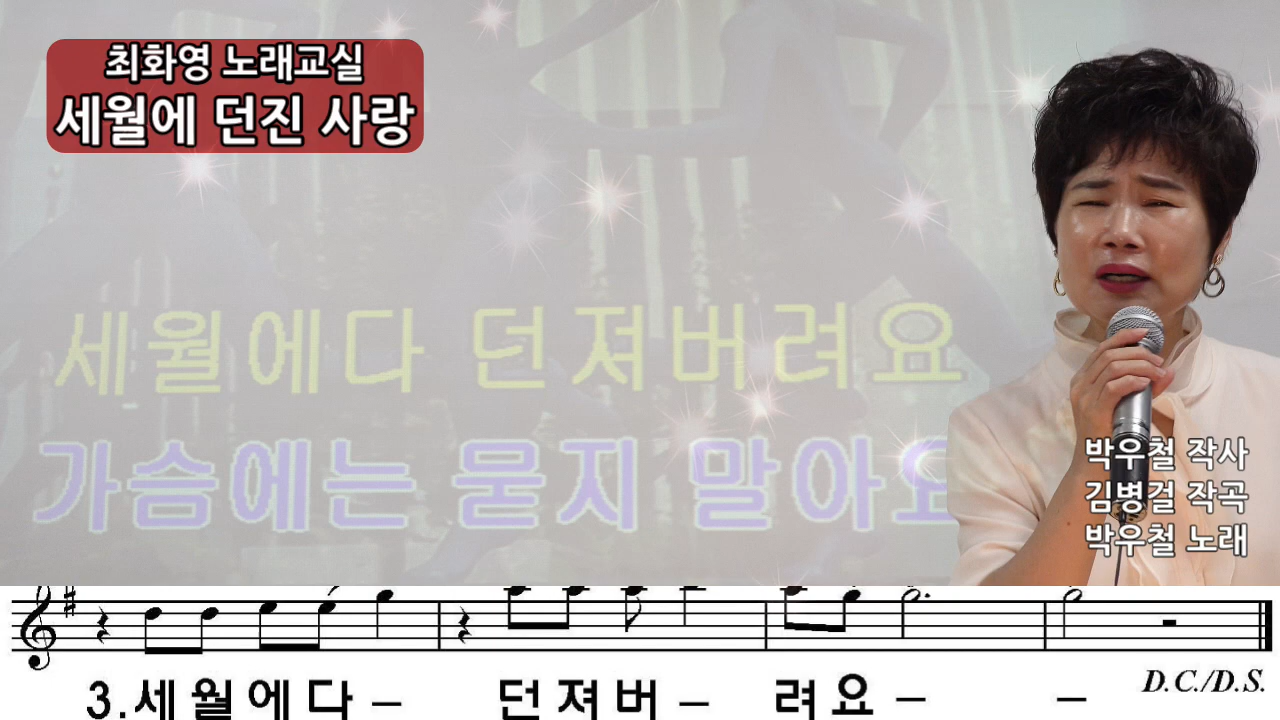 최화영 노래교실
세월에 던진 사랑
세월에다 던져버려요
가슴에는 묻지 말아요
박우철 작사
김병걸 작곡
박우철 노래
3.세월에다– 던져버– 려요– –
D.C./D.S.